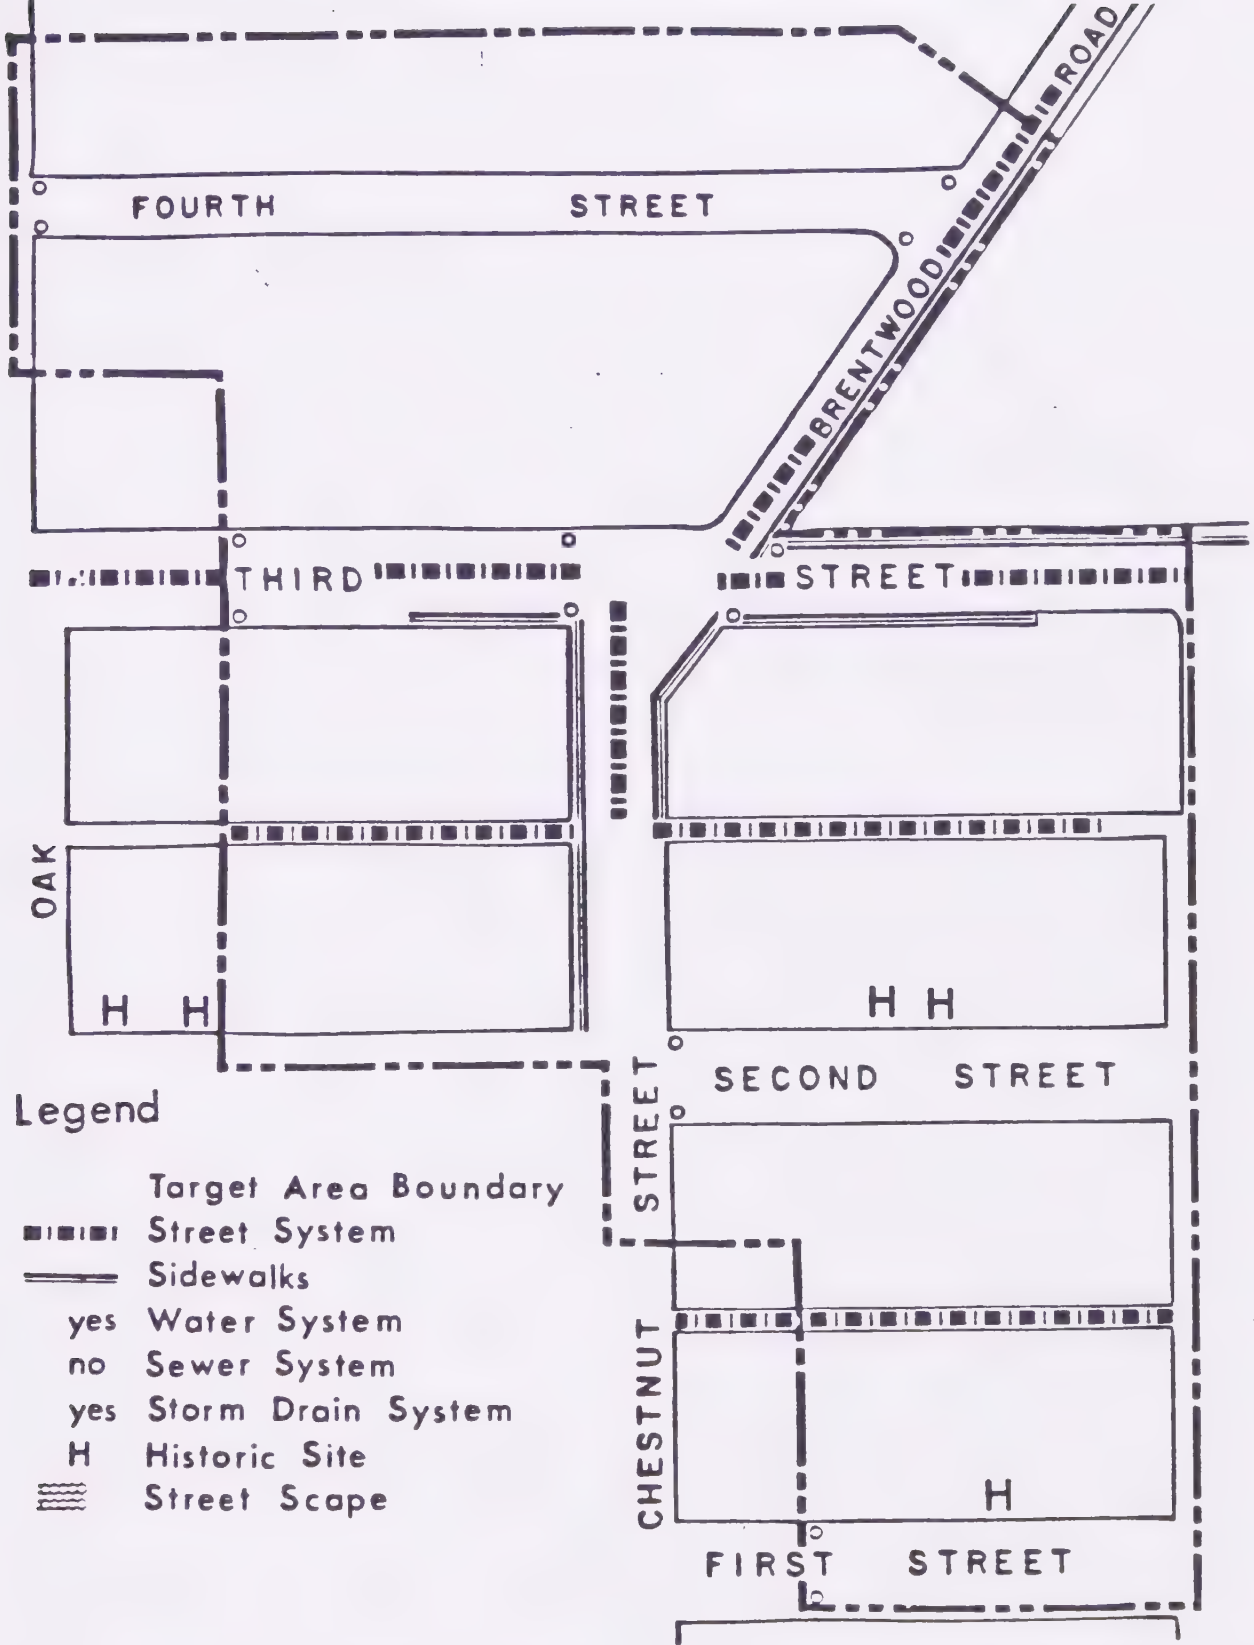 ROAD
FOURTH STREET
BRENTWOOD
THIRD STREET
OAK
H H
H H
SECOND STREET
STREET
CHESTNUT
H
FIRST STREET
Legend
Target Area Boundary
Street System
Sidewalks
yes Water System
no Sewer System
yes Storm Drain System
H Historic Site
Street Scape